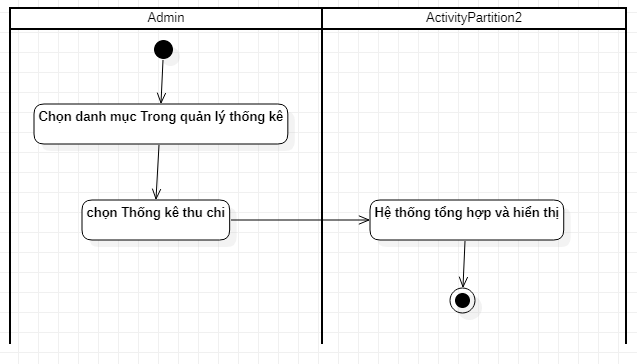 Admin
ActivityPartition2
Chọn danh mục Trong quản lý thống kê
chọn Thống kê thu chi
Hệ thống tổng hợp và hiển thị